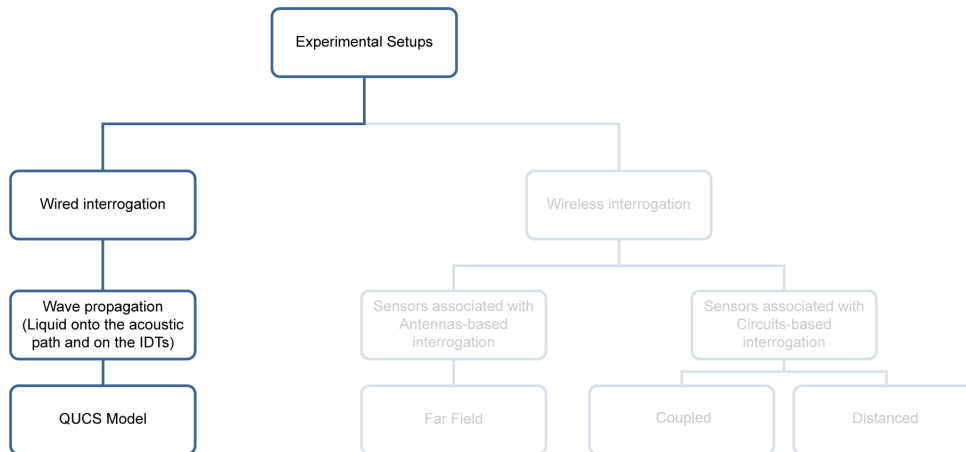 Experimental Setups
Wired interrogation
Wireless interrogation
Wave propagation
(Liquid onto the acoustic
path and on the IDTs)
Sensors associated with
Antennas-based
interrogation
Sensors associated with
Circuits-based
interrogation
QUCS Model
Far Field
Coupled
Distanced